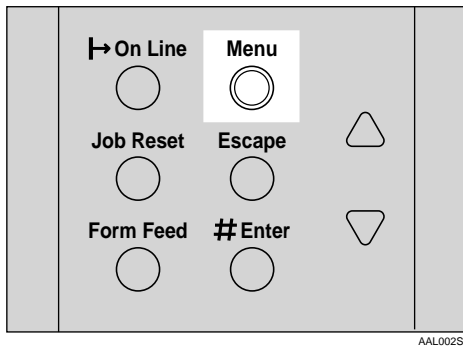 On Line Menu
Job Reset Escape
Form Feed #Enter
AAL002S